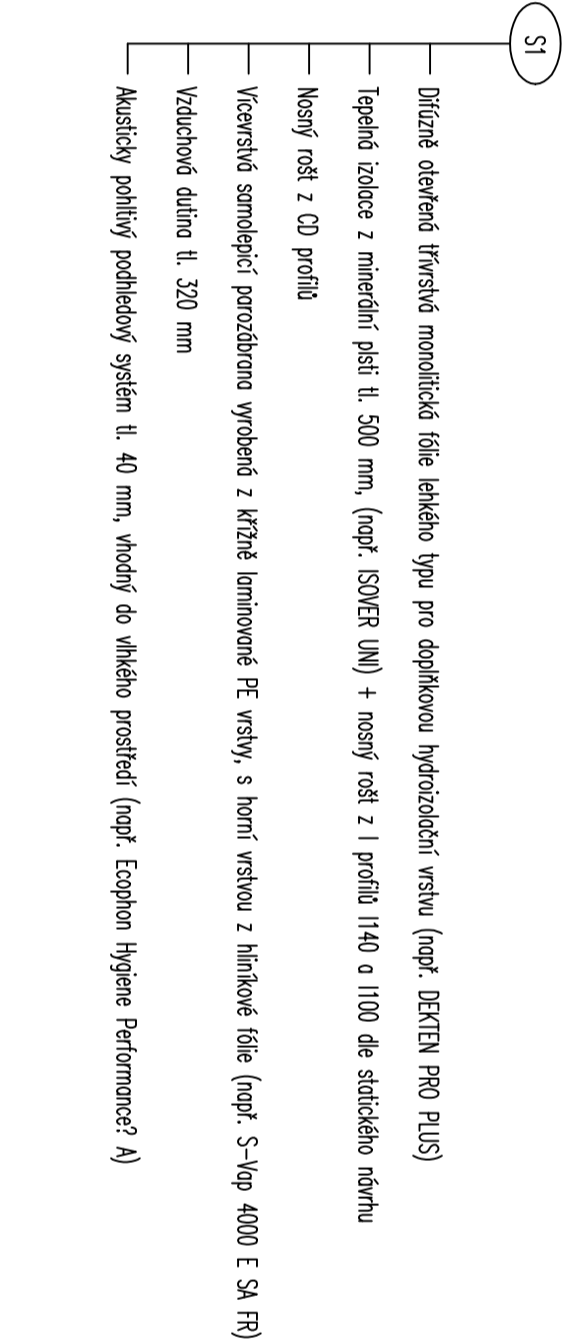 S1
Difúzně otevřená třívrstvá monolitická fólie lehkého typu pro doplňkovou hydroizolační vrstvu (např. DEKTEN PRO PLUS)
Tepelná izolace z minerální plsti tl. 500 mm, (např. ISOVER UNI) + nosný rošt z I profilů I140 a I100 dle statického návrhu
Nosný rošt z CD profilů
Vícevrstvá samolepicí parozábrana vyrobená z křížně laminované PE vrstvy, s horní vrstvou z hliníkové fólie (např. S-Vap 4000 E SA FR)
Vzduchová dutina tl. 320 mm
Akusticky pohltivý podhledový systém tl. 40 mm, vhodný do vlhkého prostředí (např. Ecophon Hygiene Performance? A)